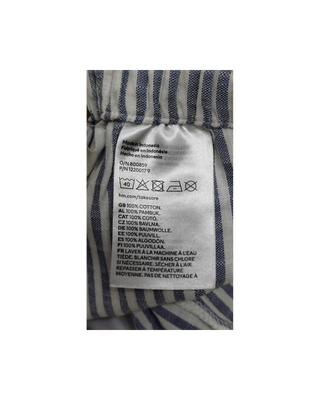 Made in Indonesia
Fabriqué en Indonésie
Hecho en Indonesia
O/N 800859
P/N 12200179
40
hm.com/takecare
GB 100% COTTON.
AL 100% PAMBUK.
CAT 100% COTÓ.
CZ 100% BAVLNA.
DE 100% BAUMWOLLE.
EE 100% PUUVILL.
ES 100% ALGODÓN.
FI 100% PUUVILLAA.
FR LAVER À LA MACHINE À L'EAU
TIÈDE. BLANCHIR SANS CHLORE
SI NÉCESSAIRE. SÉCHER À L'AIR.
REPASSER À TEMPÉRATURE
MOYENNE. PAS DE NETTOYAGE À